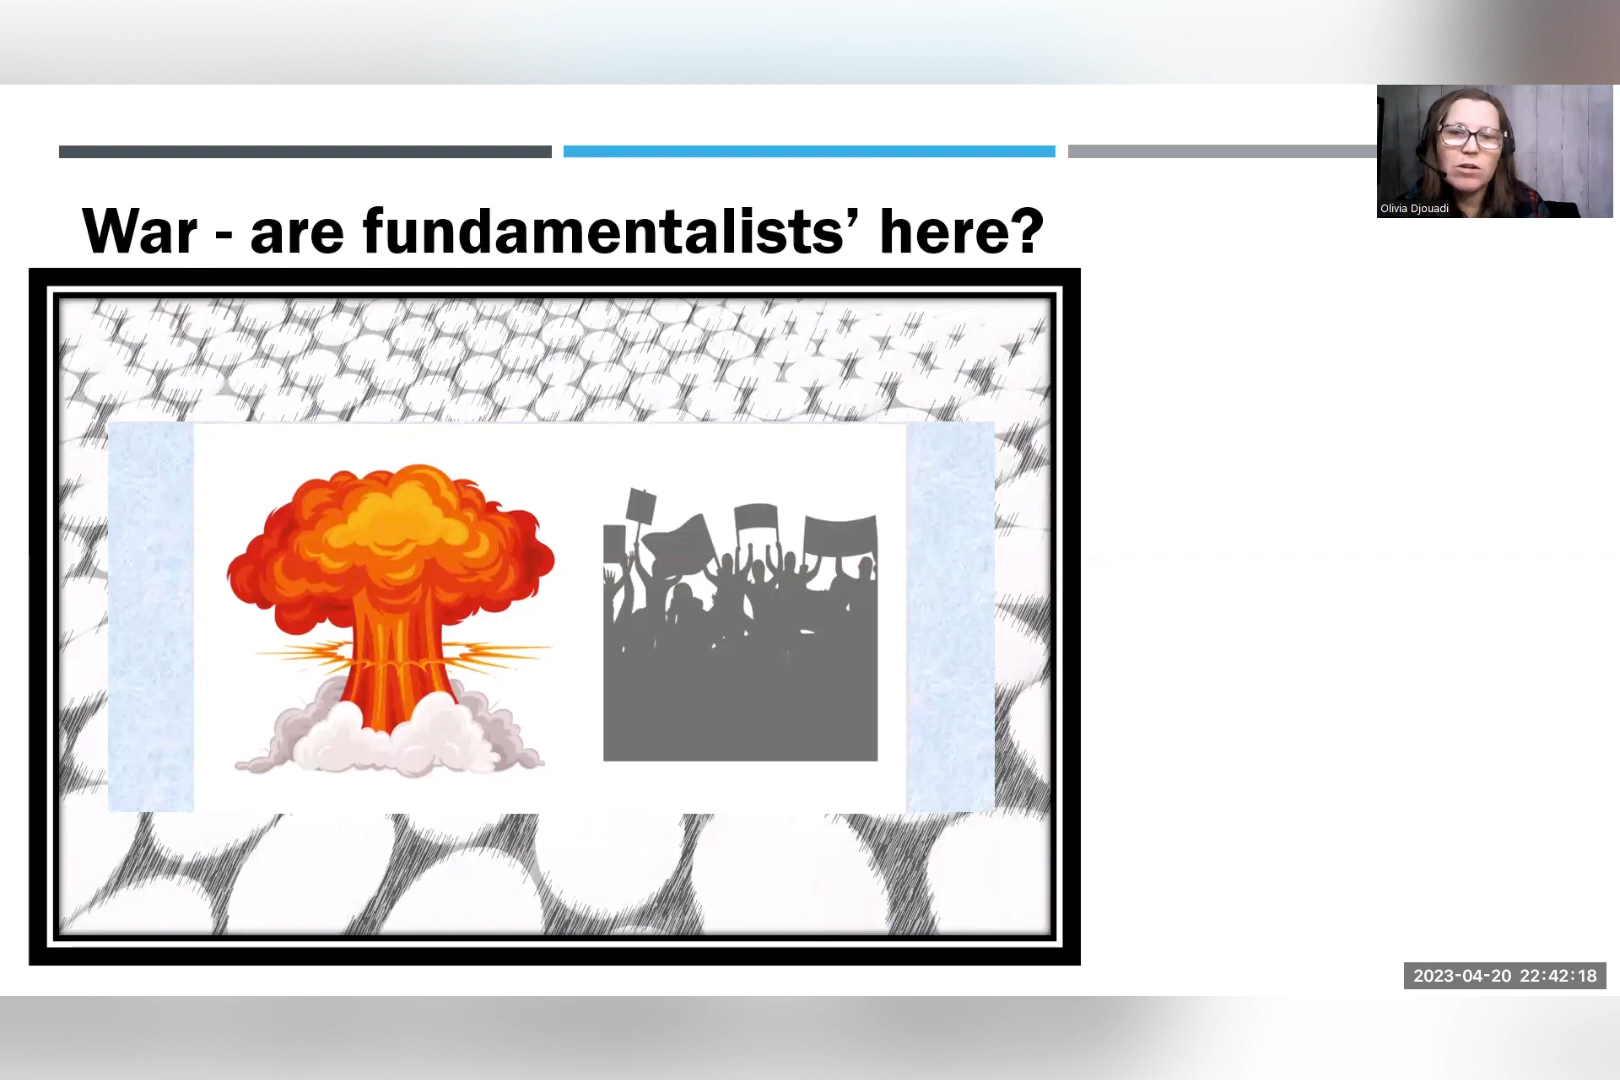 War - are fundamentalists’ here?
Olivia Djouadi
2023-04-20 22:42:18